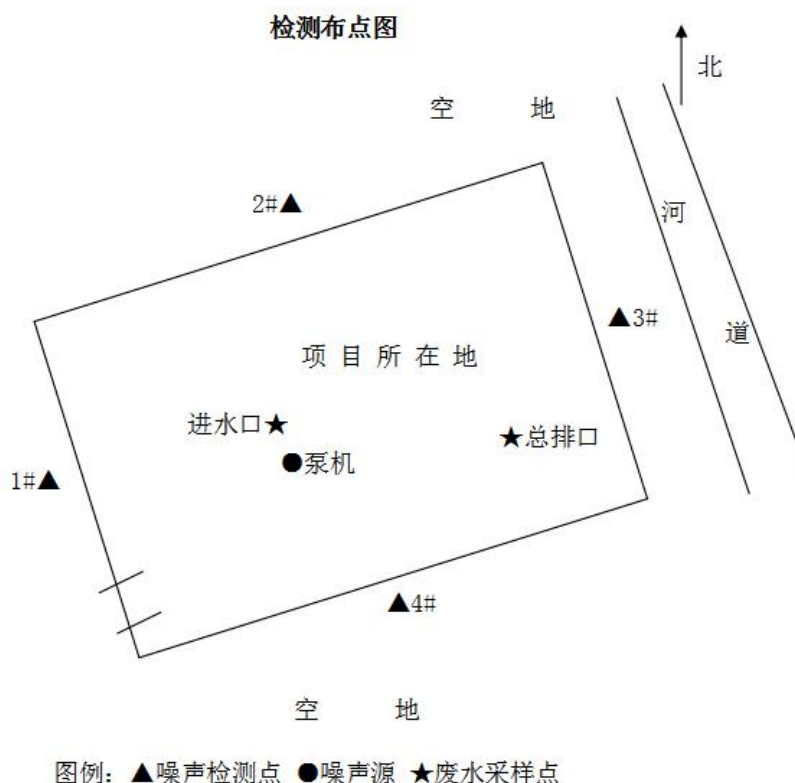 检测布点图
北
空 地
2#▲
河
▲3#
道
项目所在地
进水口★
★总排口
●泵机
1#▲
▲4#
空 地
图例：▲噪声检测点 ●噪声源 ★废水采样点